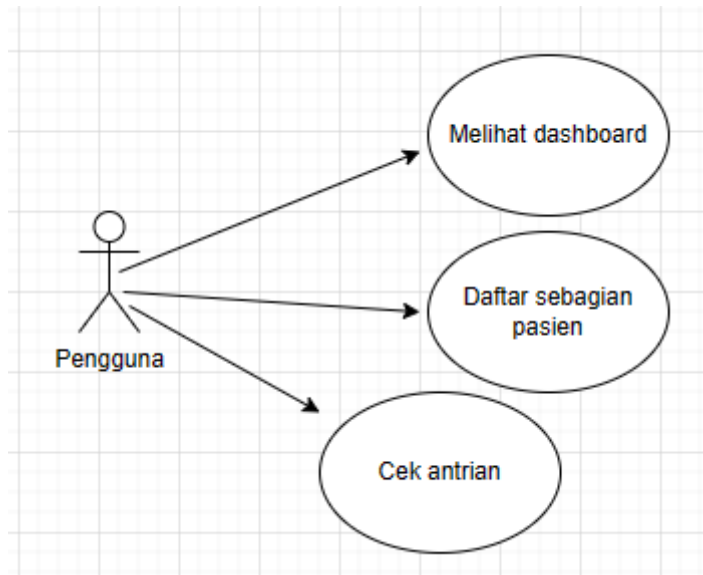 Melihat dashboard
Daftar sebagian
pasien
Pengguna
Cek antrian